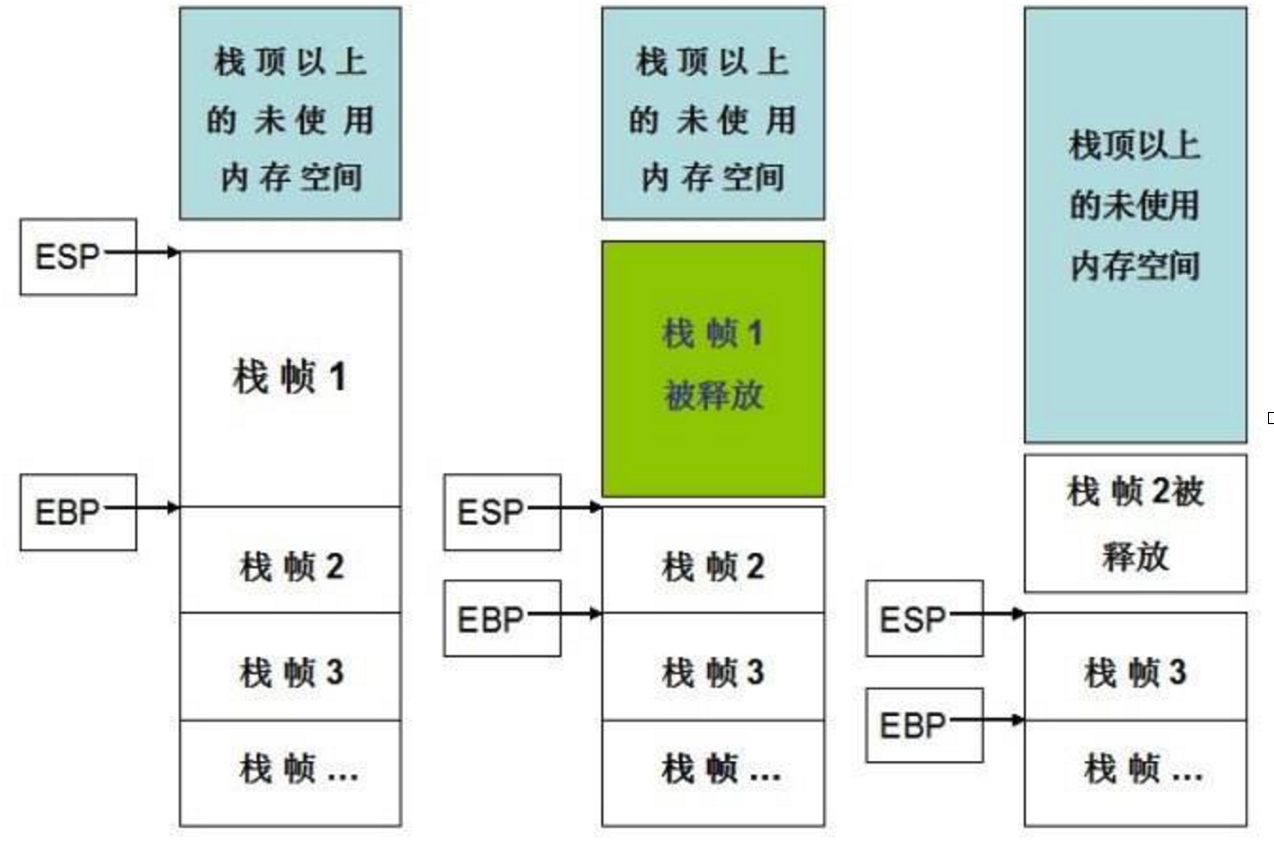 栈顶以上
的未使用
内存空间
ESP
栈帧1
EBP
栈帧2
栈帧3
栈帧...
栈顶以上
的未使用
内存空间
栈帧1
被释放
ESP
栈帧2
EBP
栈帧3
栈帧...
栈顶以上
的未使用
内存空间
栈帧2被
释放
ESP
栈帧3
EBP
栈帧...